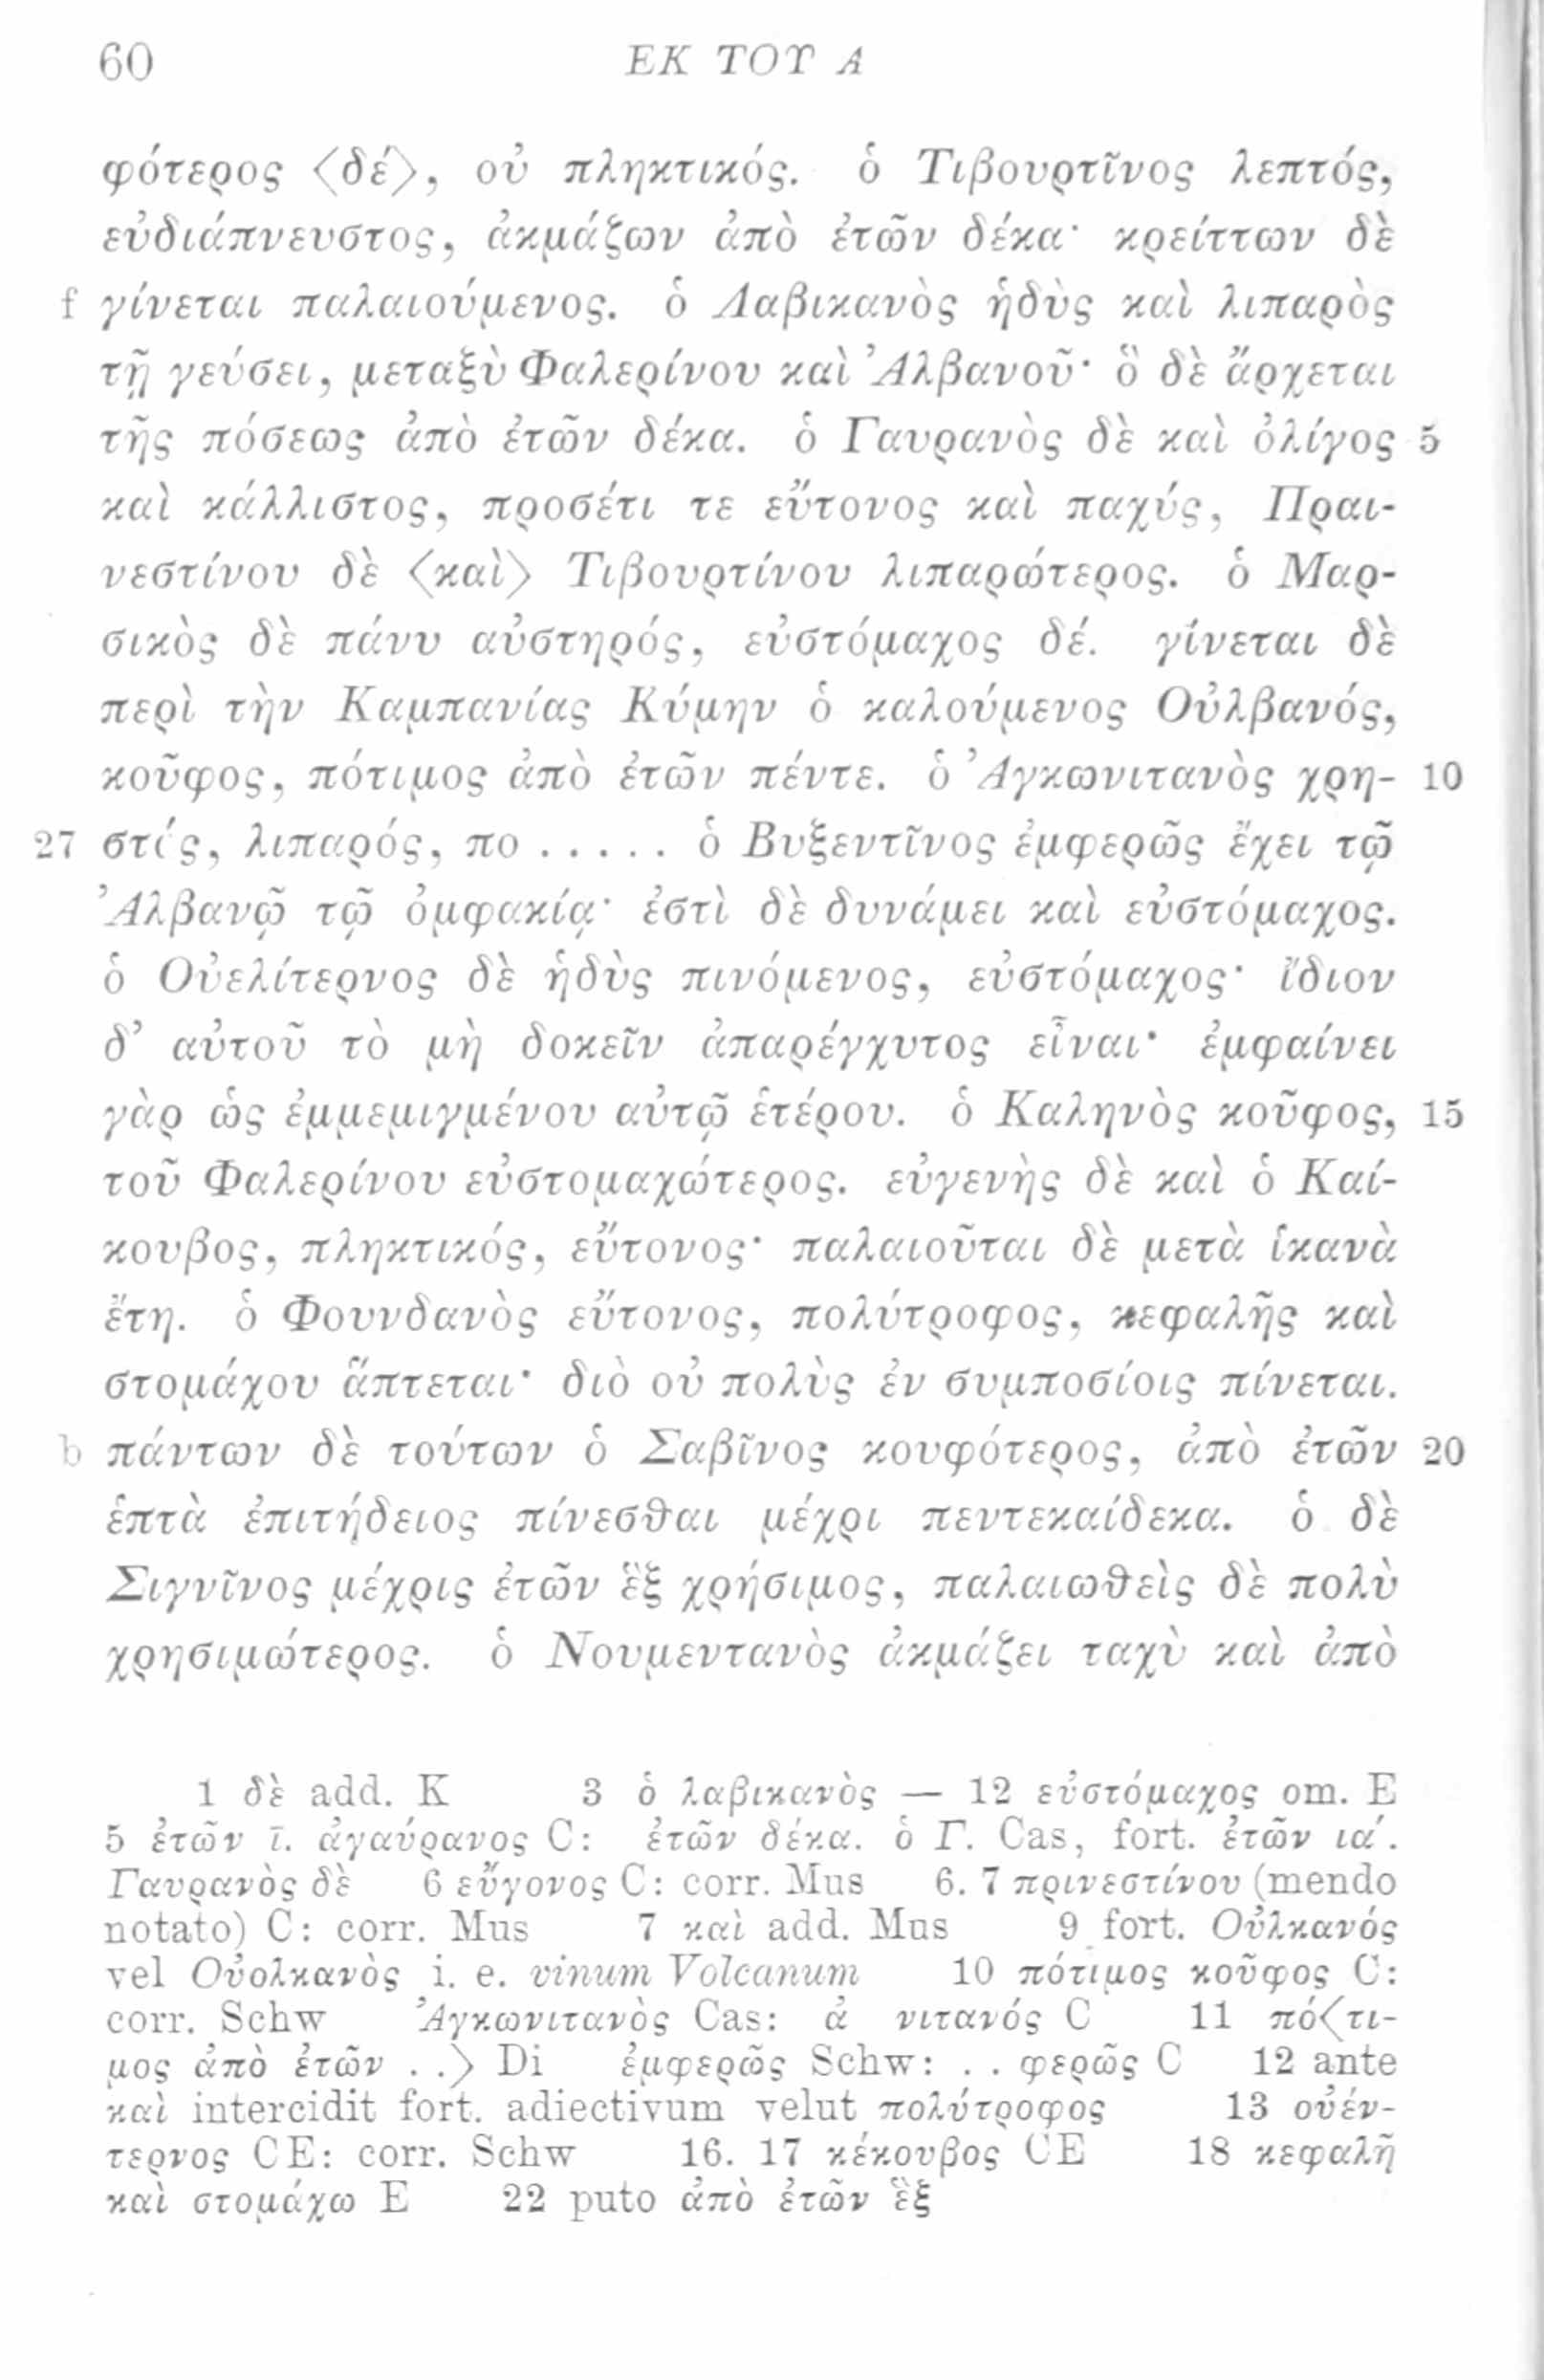 60 ΕΚ ΤΟΥ Α
φότερος <δέ>, οὐ πληκτικός. ὁ Τιβουρτῖνος λεπτός,
εὐδιάπνευστος, ἀκμάζων ἀπὸ ἐτῶν δέκα· κρείττων δὲ
f γίνεται παλαιούμενος. ὁ Λαβικανὸς ἡδὺς καὶ λιπαρὸς
τῇ γεύσει, μεταξὺ Φαλερίνου καὶ Ἀλβανοῦ· ὃ δὲ ἄρχεται
τῆς πόσεως ἀπὸ ἐτῶν δέκα. ὁ Γαυρανὸς δὲ καὶ ὀλίγος 5
καὶ κάλλιστος, προσέτι τε εὔτονος καὶ παχύς, Πραι-
νεστίνου δὲ <καὶ> Τιβουρτίνου λιπαρώτερος. ὁ Μαρ-
σικὸς δὲ πάνυ αὐστηρός, εὐστόμαχος δέ. γίνεται δὲ
περὶ τὴν Καμπανίας Κύμην ὁ καλούμενος Οὐλβανός,
κοῦφος, πότιμος ἀπὸ ἐτῶν πέντε. ὁ Ἀγκωνιτανὸς χρη- 10
27 στός, λιπαρός, πο ..... ὁ Βυξεντῖνος ἐμφερῶς ἔχει τῷ
Ἀλβανῷ τῷ ὀμφακίᾳ· ἐστὶ δὲ δυνάμει καὶ εὐστόμαχος.
ὁ Οὐελίτερνος δὲ ἡδὺς πινόμενος, εὐστόμαχος· ἴδιον
δ’ αὐτοῦ τὸ μὴ δοκεῖν ἀπαρέγχυτος εἶναι· ἐμφαίνει
γὰρ ὡς ἐμμεμιγμένου αὐτῷ ἑτέρου. ὁ Καληνὸς κοῦφος, 15
τοῦ Φαλερίνου εὐστομαχώτερος. εὐγενὴς δὲ καὶ ὁ Καί-
κουβος, πληκτικός, εὔτονος· παλαιοῦται δὲ μετὰ ἱκανὰ
ἔτη. ὁ Φουνδανὸς εὔτονος, πολύτροφος, κεφαλῆς καὶ
στομάχου ἅπτεται· διὸ οὐ πολὺς ἐν συμποσίοις πίνεται.
b πάντων δὲ τούτων ὁ Σαβῖνος κουφότερος, ἀπὸ ἐτῶν 20
ἑπτὰ ἐπιτήδειος πίνεσθαι μέχρι πεντεκαίδεκα. ὁ δὲ
Σιγνῖνος μέχρις ἐτῶν ἓξ χρήσιμος, παλαιωθεὶς δὲ πολὺ
χρησιμώτερος. ὁ Νουμεντανὸς ἀκμάζει ταχὺ καὶ ἀπὸ
1 δὲ add. K 3 ὁ λαβικανὸς — 12 εὐστόμαχος om. E
5 ἐτῶν ῑ. ἀγαύρανος C: ἐτῶν δέκα. ὁ Γ. Cas, fort. ἐτῶν ια′.
Γαυρανὸς δὲ 6 εὔγονος C: corr. Mus 6. 7 πρινεστίνου (mendo
notato) C: corr. Mus 7 καὶ add. Mus 9 fort. Οὐλκανός
vel Οὐολκανὸς i. e. vinum Volcanum 10 πότιμος κοῦφος C:
corr. Schw Ἀγκωνιτανὸς Cas: ἀ νιτανός C 11 πό<τι-
μος ἀπὸ ἐτῶν ..> Di ἐμφερῶς Schw: .. φερῶς C 12 ante
καὶ intercidit fort. adiectivum velut πολύτροφος 13 οὐέν-
τερνος CE: corr. Schw 16. 17 κέκουβος CE 18 κεφαλῆ
καὶ στομάχω E 22 puto ἀπὸ ἐτῶν ἓξ